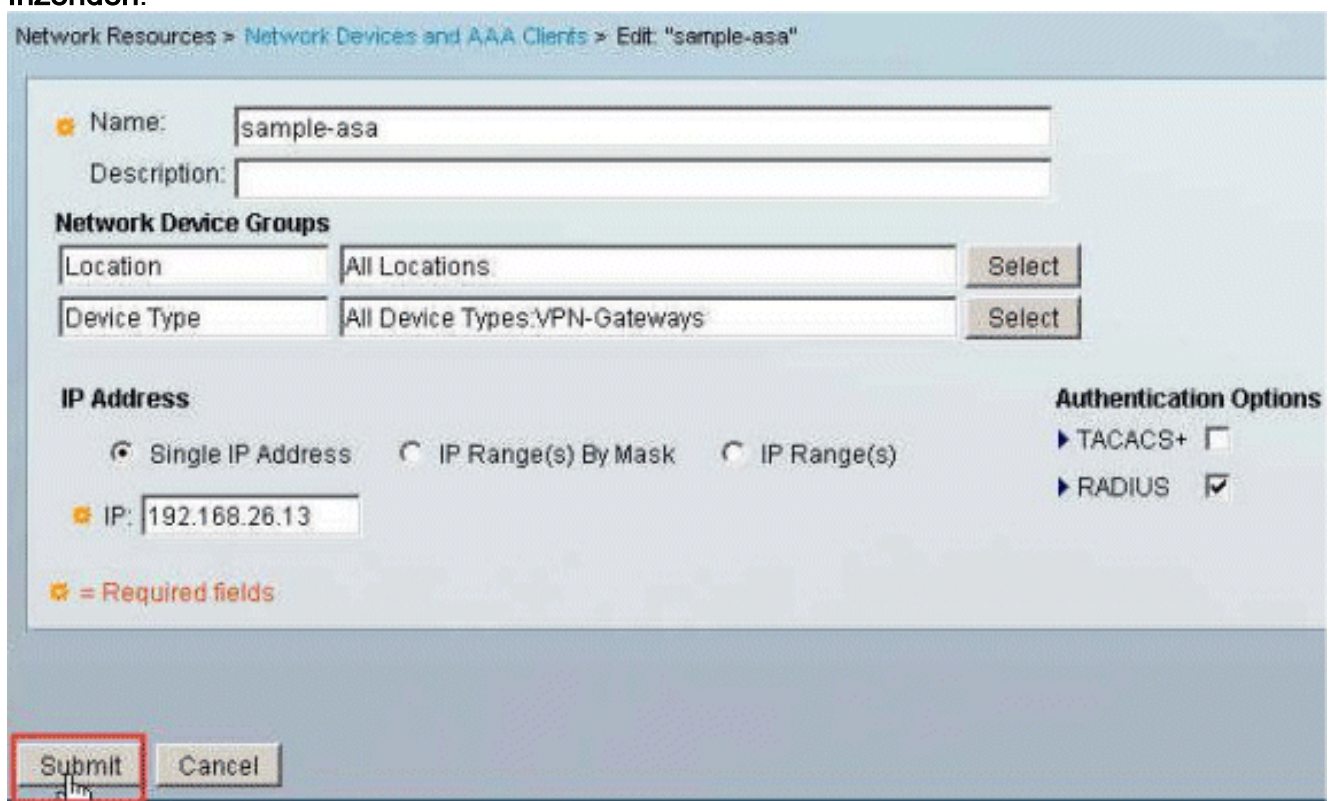 Inzenden.
Network Resources > Network Devices and AAA Clients > Edit: "sample-asa"
Name: sample-asa
Description:
Network Device Groups
Location All Locations Select
Device Type All Device Types:VPN-Gateways Select
IP Address Authentication Options
Single IP Address IP Range(s) By Mask IP Range(s) TACACS+
IP: 192.168.26.13 RADIUS
= Required fields
Submit Cancel